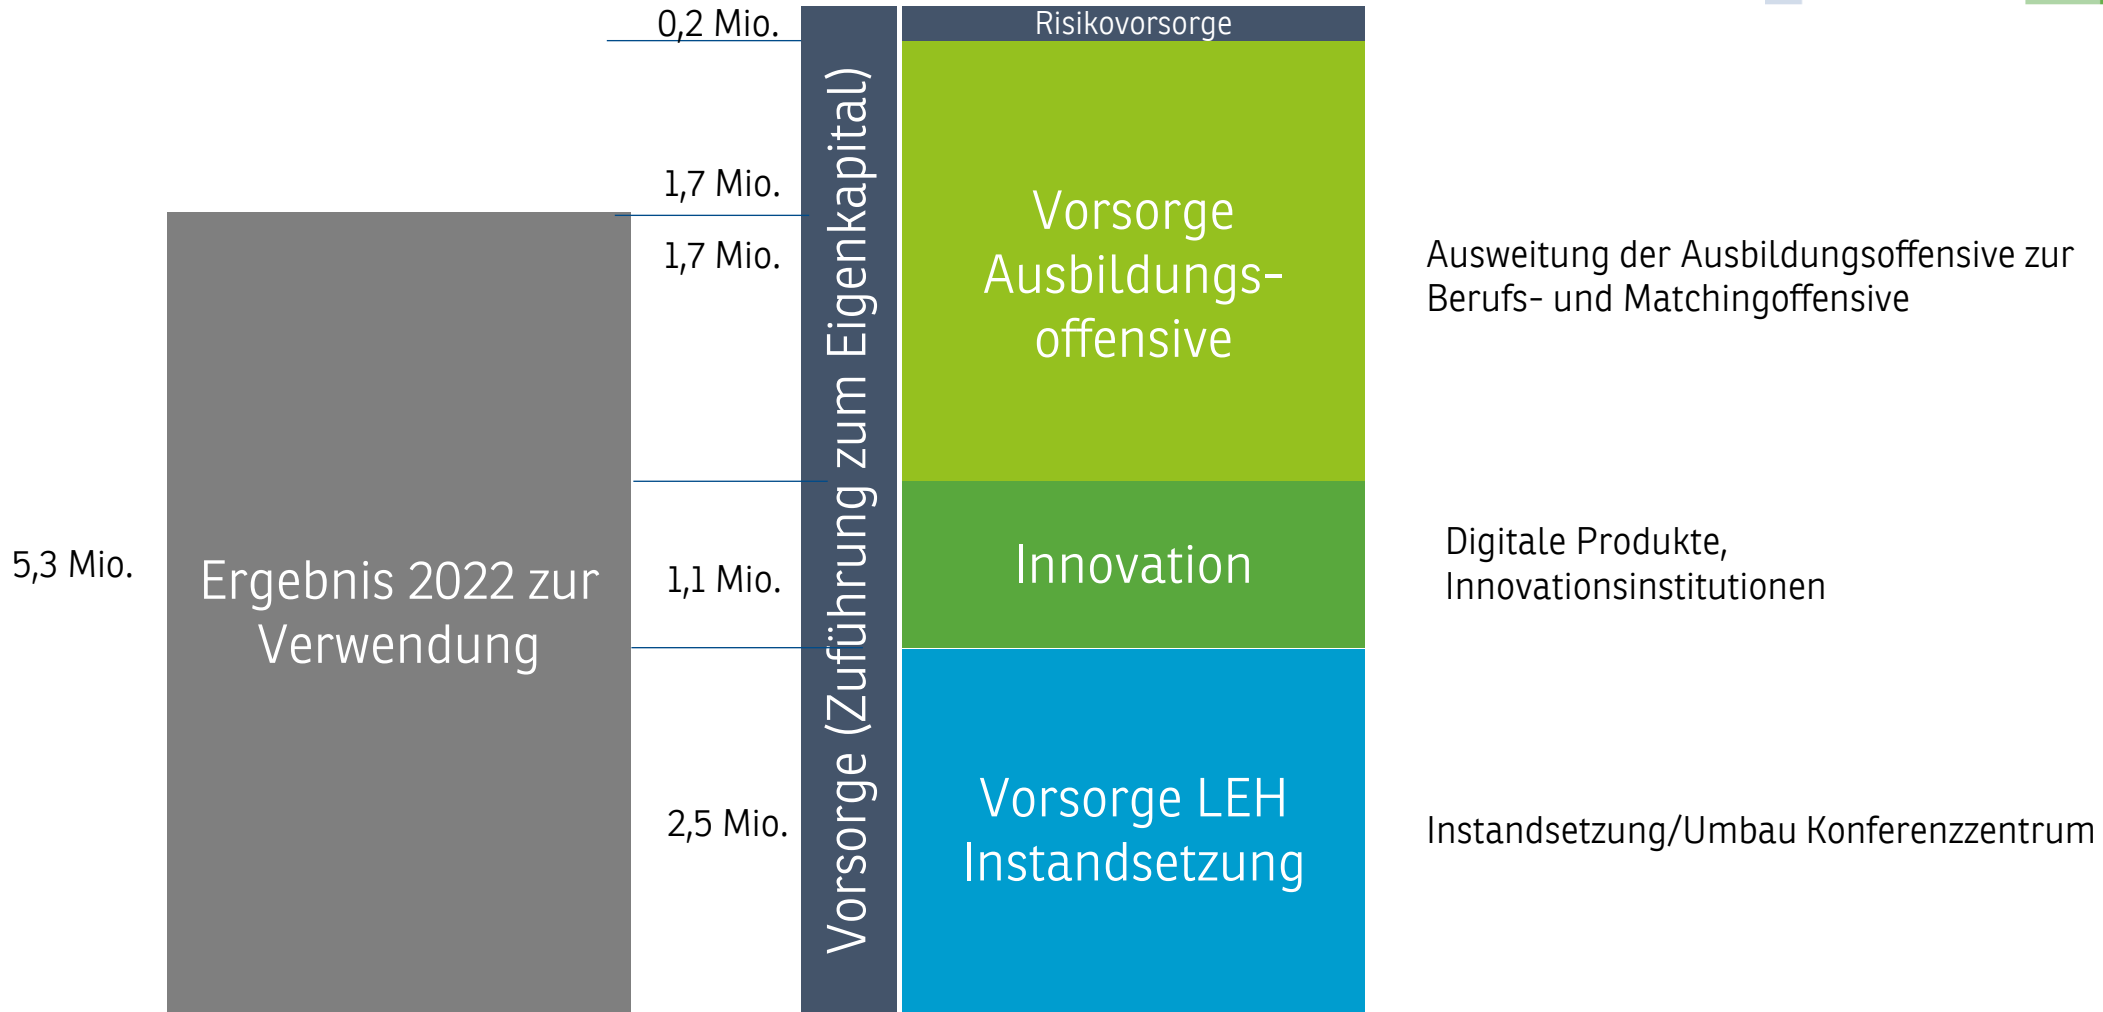 0,2 Mio.
Risikovorsorge
1,7 Mio.
1,7 Mio.
Vorsorge
Ausbildungs-
offensive
Ausweitung der Ausbildungsoffensive zur
Berufs- und Matchingoffensive
Vorsorge (Zuführung zum Eigenkapital)
5,3 Mio.
Ergebnis 2022 zur
Verwendung
1,1 Mio.
Innovation
Digitale Produkte,
Innovationsinstitutionen
2,5 Mio.
Vorsorge LEH
Instandsetzung
Instandsetzung/Umbau Konferenzzentrum